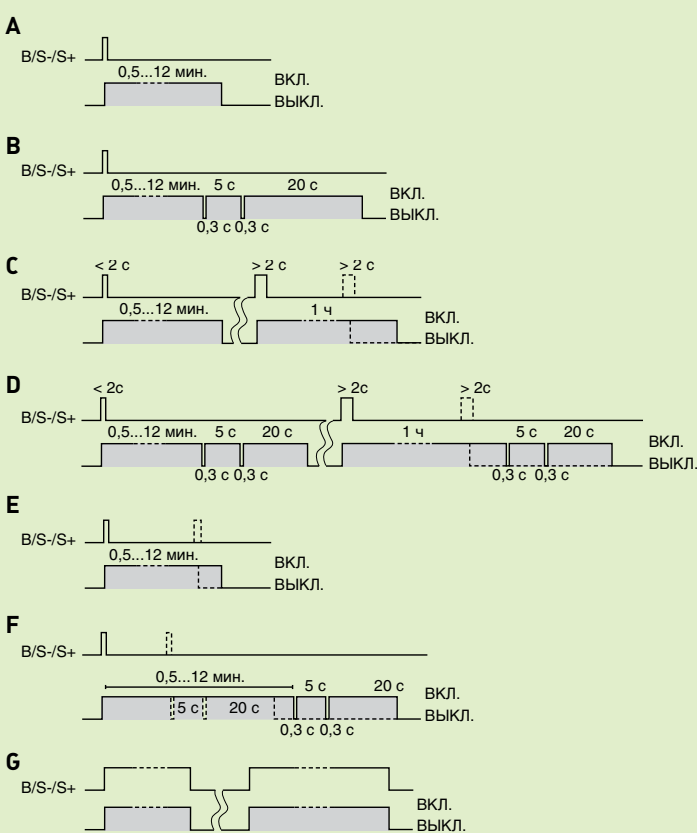 A
B/S-/S+
0,5...12 мин.
ВКЛ.
ВЫКЛ.
B
B/S-/S+
0,5...12 мин. 5 с 20 с
ВКЛ.
ВЫКЛ.
0,3 с 0,3 с
C
< 2 с > 2 с > 2 с
B/S-/S+
0,5...12 мин. 1 ч
ВКЛ.
ВЫКЛ.
D
< 2с > 2с > 2с
B/S-/S+
0,5...12 мин. 5 с 20 с 1 ч 5 с 20 с
ВКЛ.
ВЫКЛ.
0,3 с 0,3 с 0,3 с 0,3 с
E
B/S-/S+
0,5...12 мин.
ВКЛ.
ВЫКЛ.
F
B/S-/S+
0,5...12 мин. 5 с 20 с
ВКЛ.
5 с 20 с
ВЫКЛ.
0,3 с 0,3 с
G
B/S-/S+
ВКЛ.
ВЫКЛ.